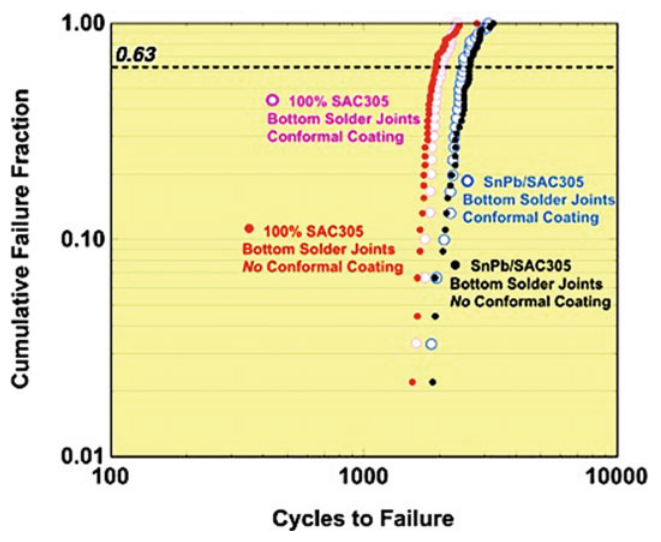 1.00
0.63
100% SAC305
Bottom Solder Joints
Conformal Coating
SnPb/SAC305
Bottom Solder Joints
Conformal Coating
0.10
100% SAC305
Bottom Solder Joints
No Conformal Coating
SnPb/SAC305
Bottom Solder Joints
No Conformal Coating
Cumulative Failure Fraction
0.01
100
1000
10000
Cycles to Failure